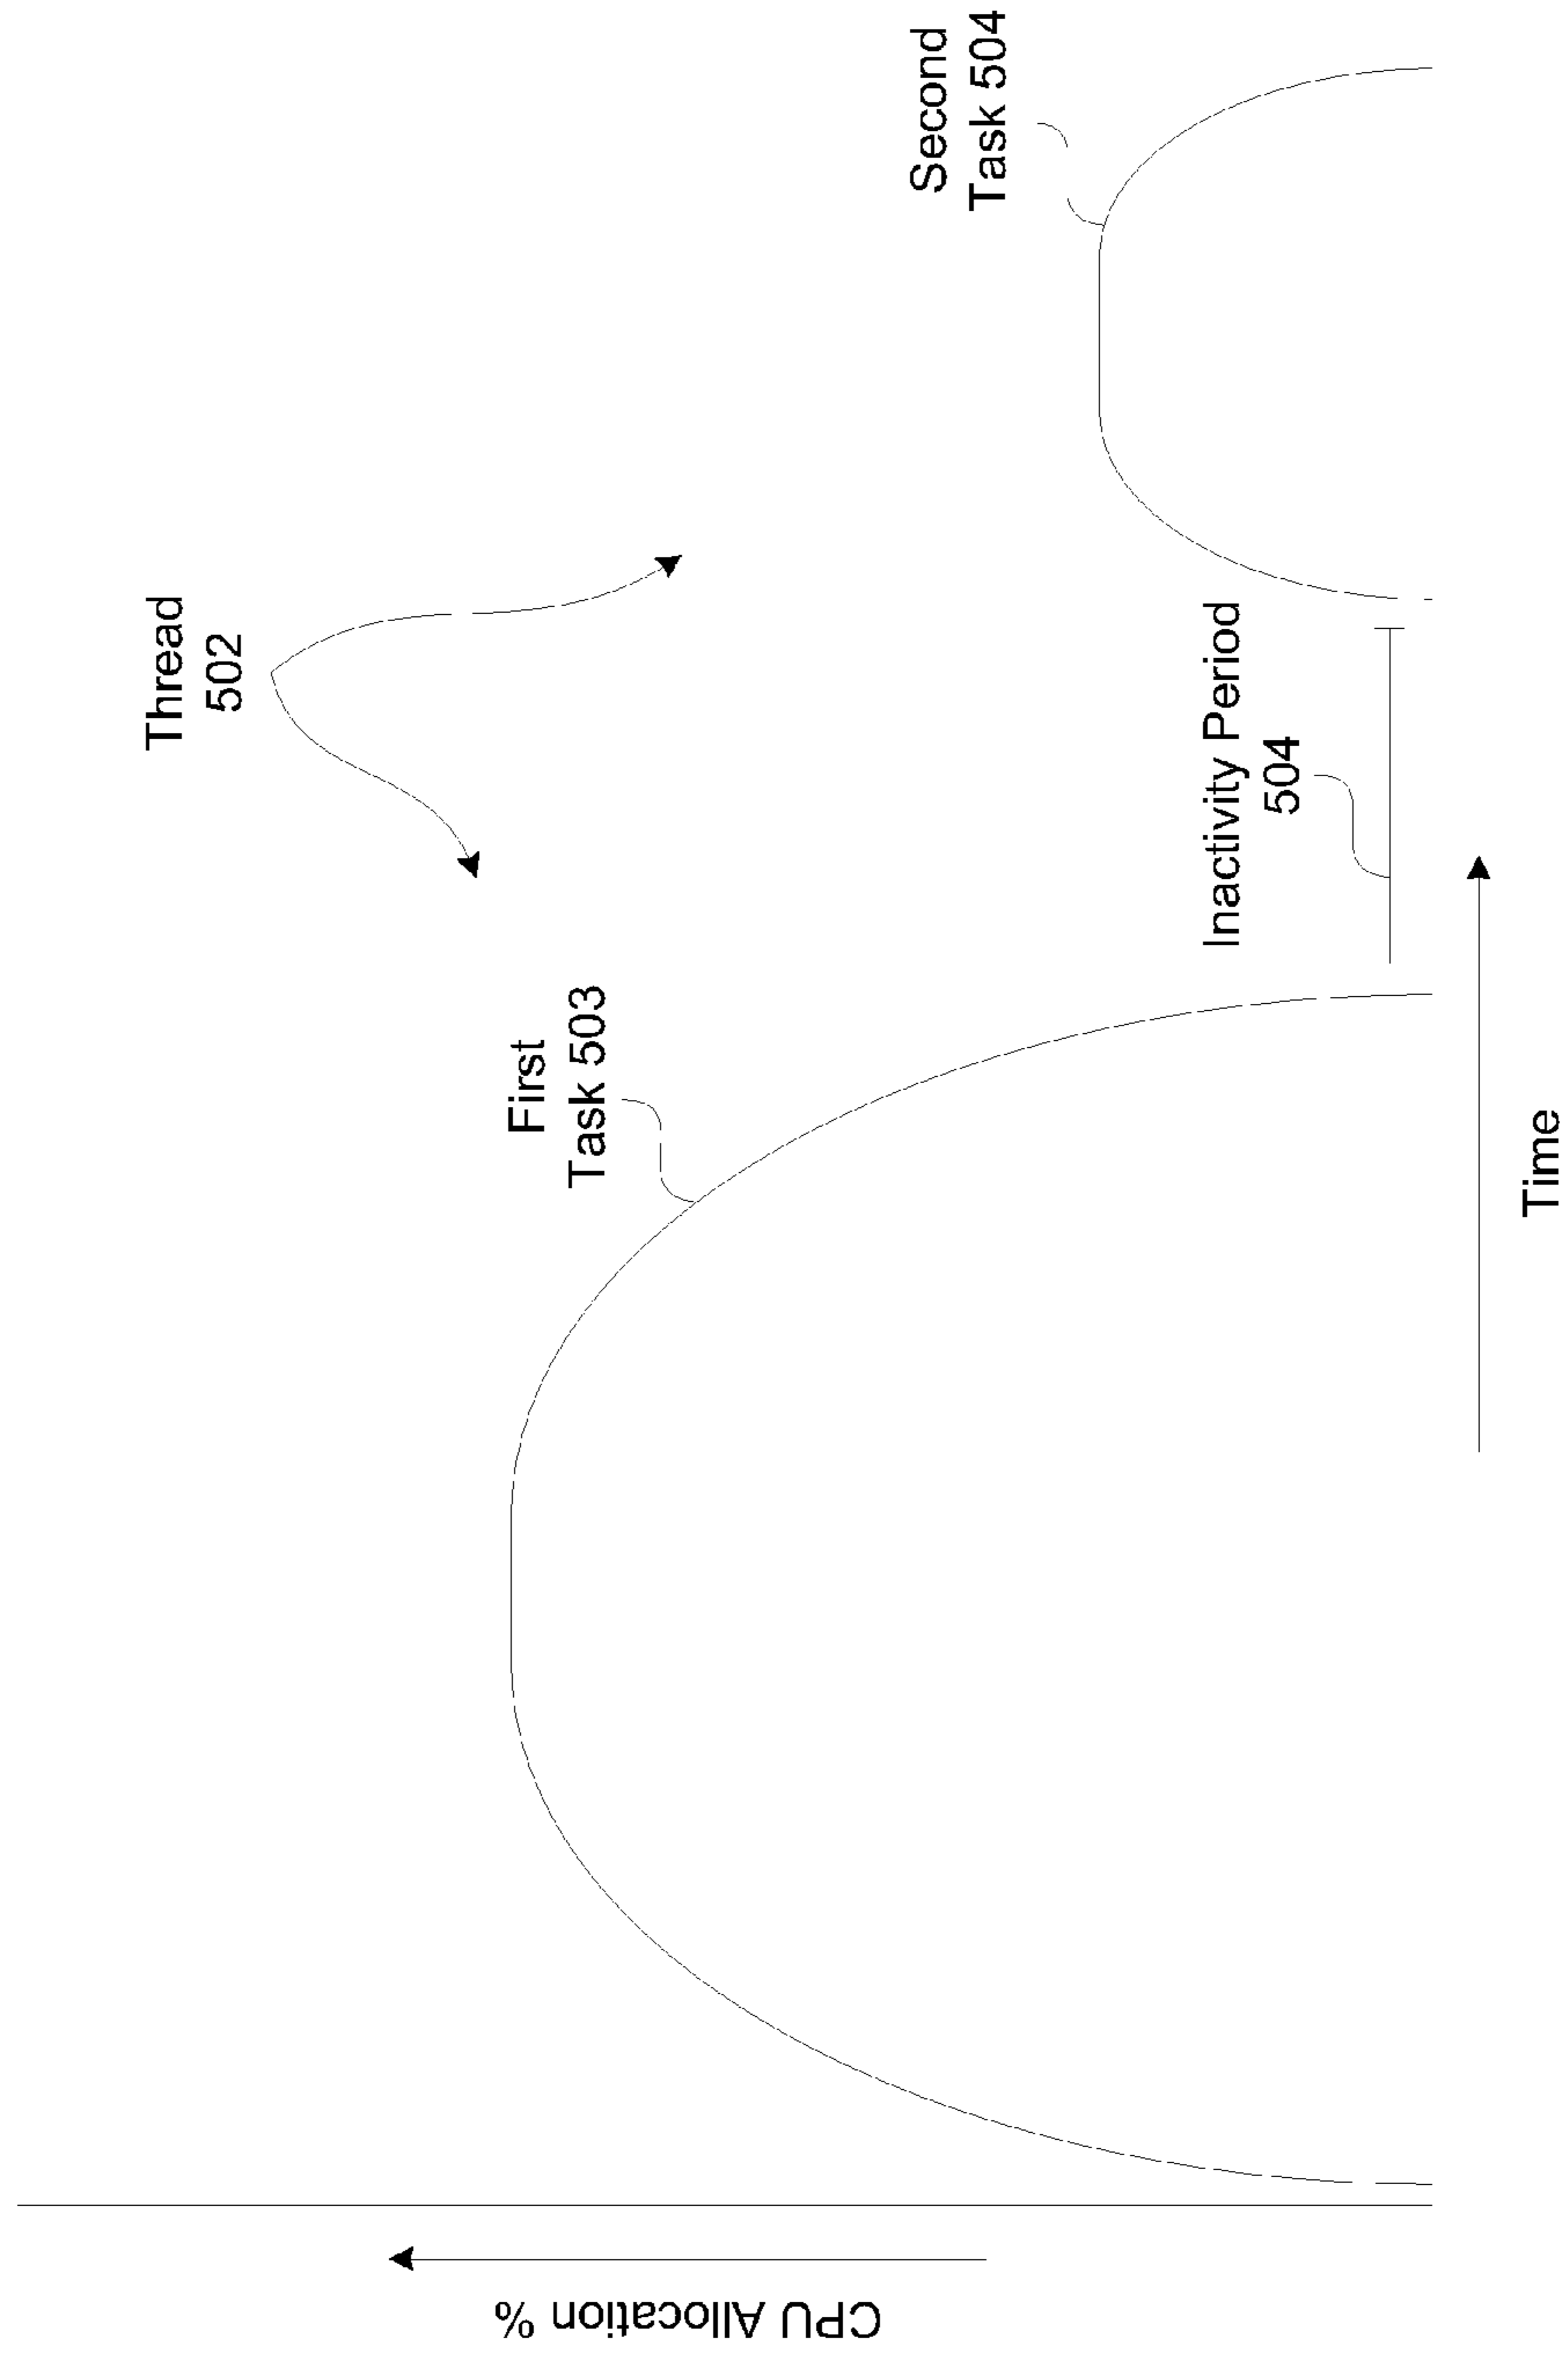 Thread
502
First
Task 503
Second
Task 504
Inactivity Period
504
CPU Allocation %
Time